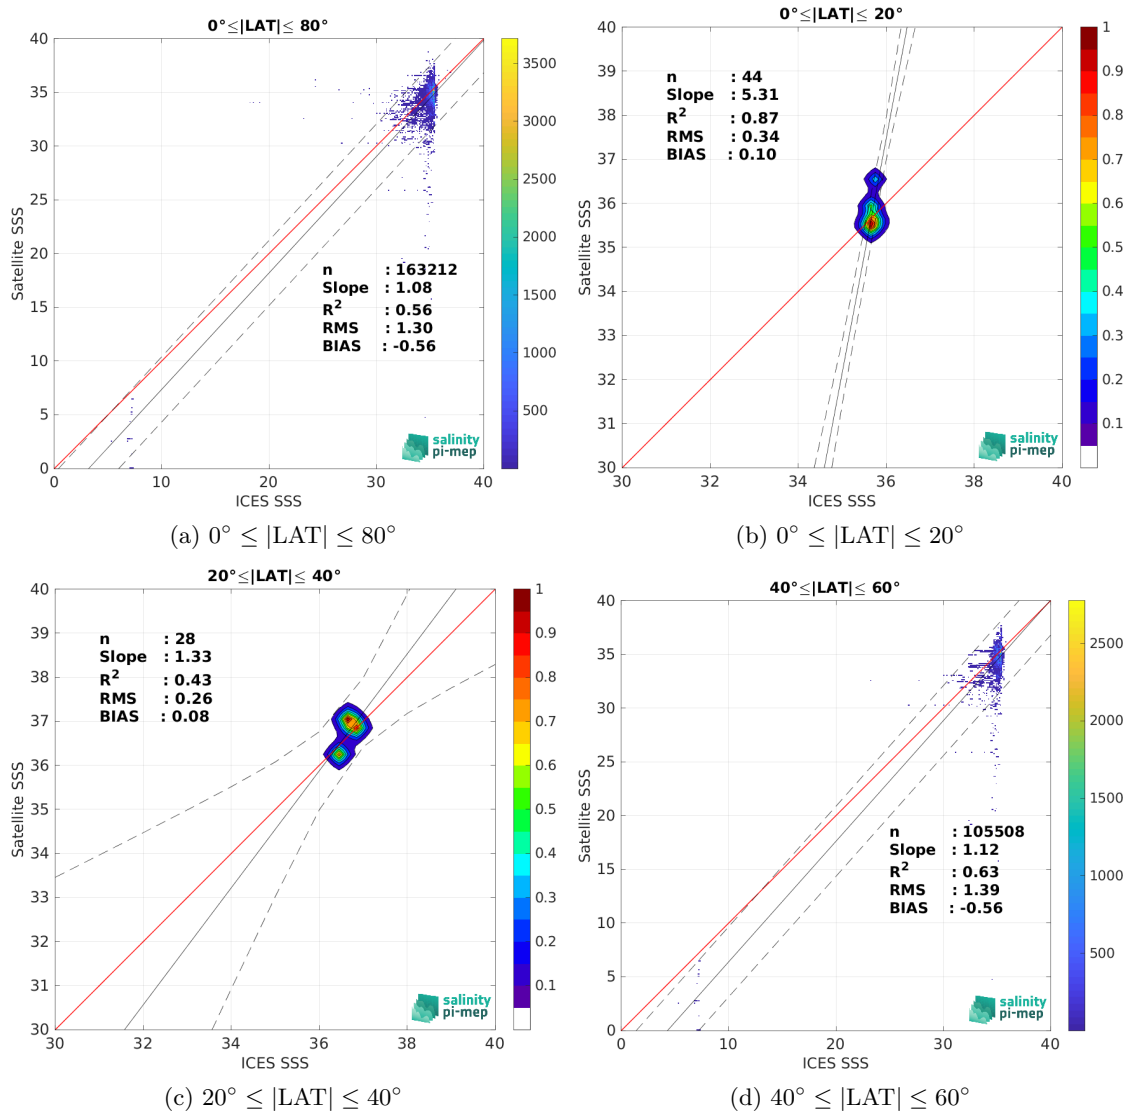 0°≤|LAT|≤ 80°
40
35
30
25
20
15
10
5
0
Satellite SSS
n : 163212
Slope : 1.08
R² : 0.56
RMS : 1.30
BIAS : -0.56
salinity
pi-mep
0 10 20 30 40
ICES SSS
3500
3000
2500
2000
1500
1000
500
(a) 0° ≤ |LAT| ≤ 80°
0°≤|LAT|≤ 20°
40
39
38
37
36
35
34
33
32
31
30
Satellite SSS
n : 44
Slope : 5.31
R² : 0.87
RMS : 0.34
BIAS : 0.10
salinity
pi-mep
30 32 34 36 38 40
ICES SSS
1
0.9
0.8
0.7
0.6
0.5
0.4
0.3
0.2
0.1
(b) 0° ≤ |LAT| ≤ 20°
20°≤|LAT|≤ 40°
40
39
38
37
36
35
34
33
32
31
30
Satellite SSS
n : 28
Slope : 1.33
R² : 0.43
RMS : 0.26
BIAS : 0.08
salinity
pi-mep
30 32 34 36 38 40
ICES SSS
1
0.9
0.8
0.7
0.6
0.5
0.4
0.3
0.2
0.1
(c) 20° ≤ |LAT| ≤ 40°
40°≤|LAT|≤ 60°
40
35
30
25
20
15
10
5
0
Satellite SSS
n : 105508
Slope : 1.12
R² : 0.63
RMS : 1.39
BIAS : -0.56
salinity
pi-mep
0 10 20 30 40
ICES SSS
2500
2000
1500
1000
500
(d) 40° ≤ |LAT| ≤ 60°